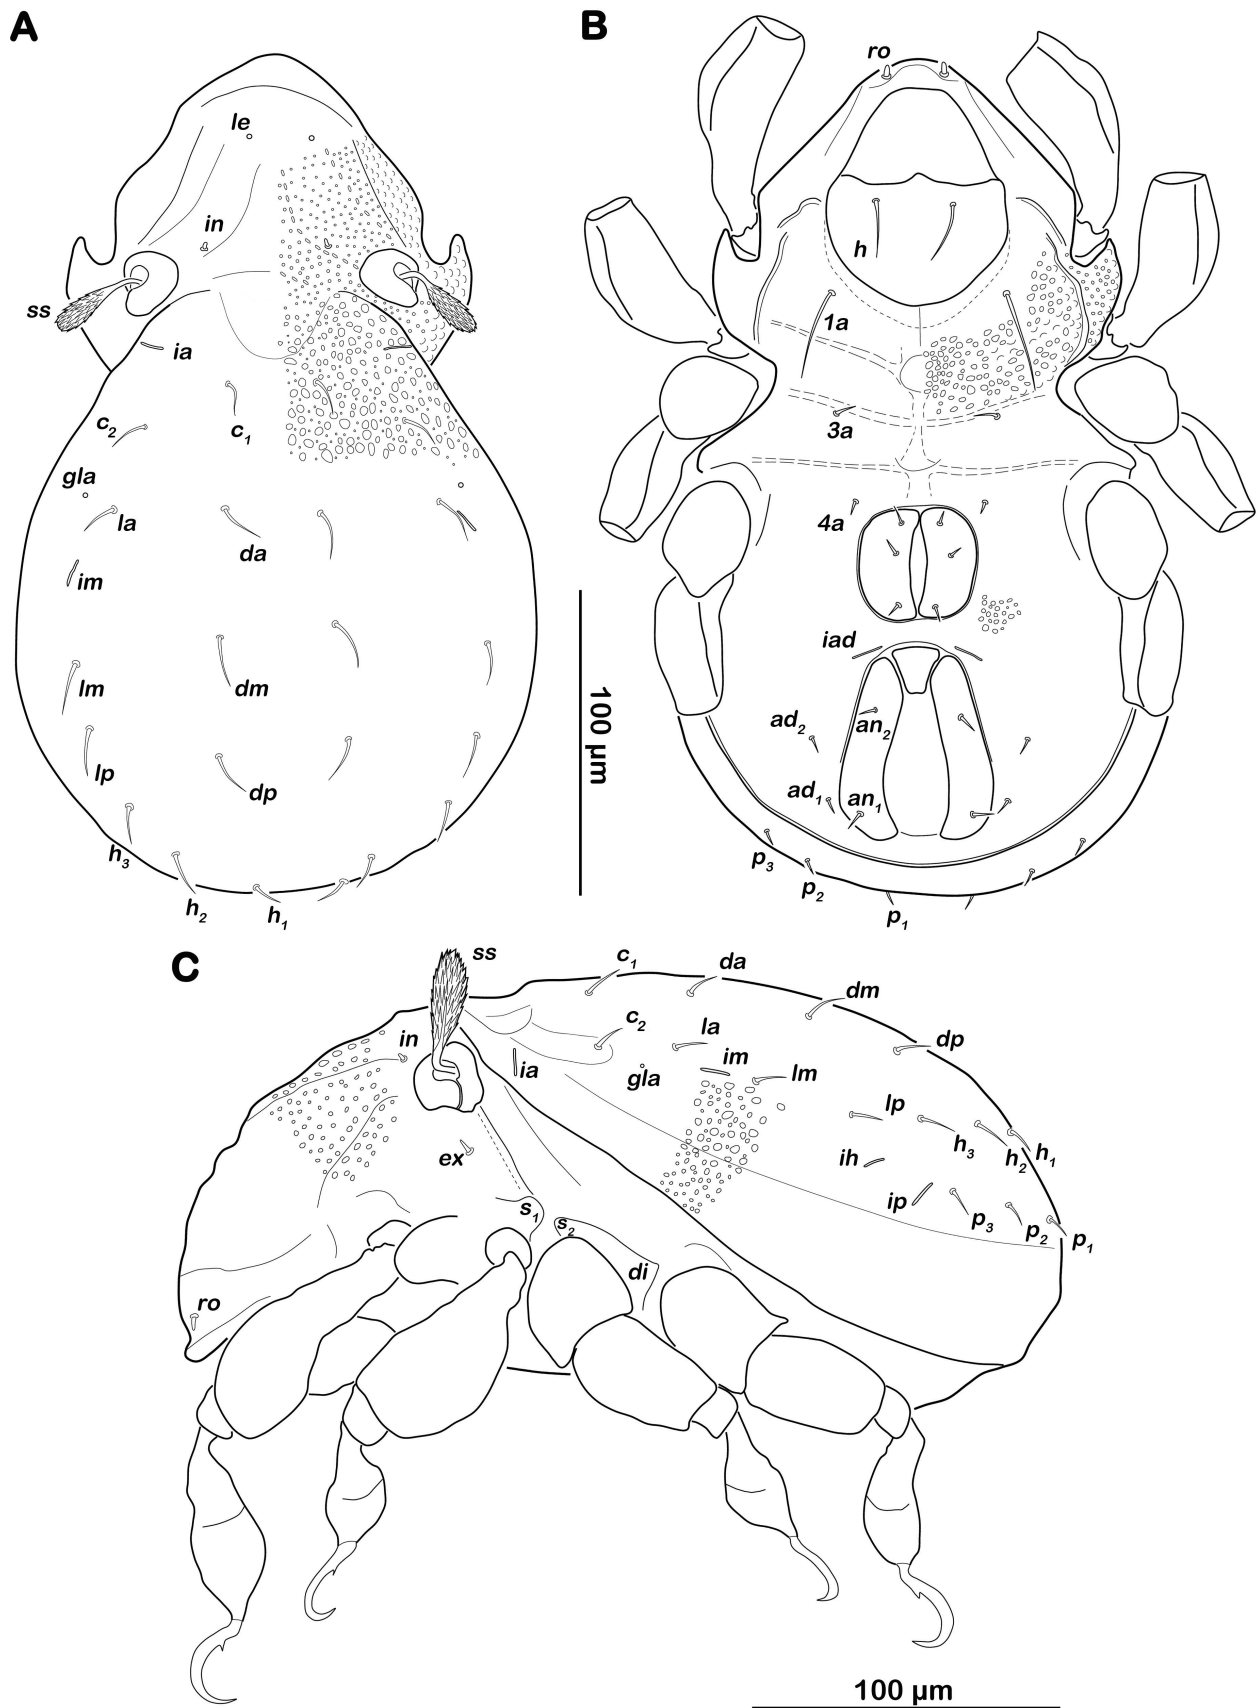 A
le
in
ss
ia
c2
c1
gla
la
da
im
lm
dm
lp
dp
h3
h2
h1
100 µm
B
ro
h
1a
3a
4a
iad
ad2
an2
ad1
an1
p3
p2
p1
C
ss
c1
da
dm
in
c2
la
dp
ia
gla
im
lm
lp
ex
h3
h2
h1
ih
ip
s1
s2
p3
p2
p1
di
ro
100 µm